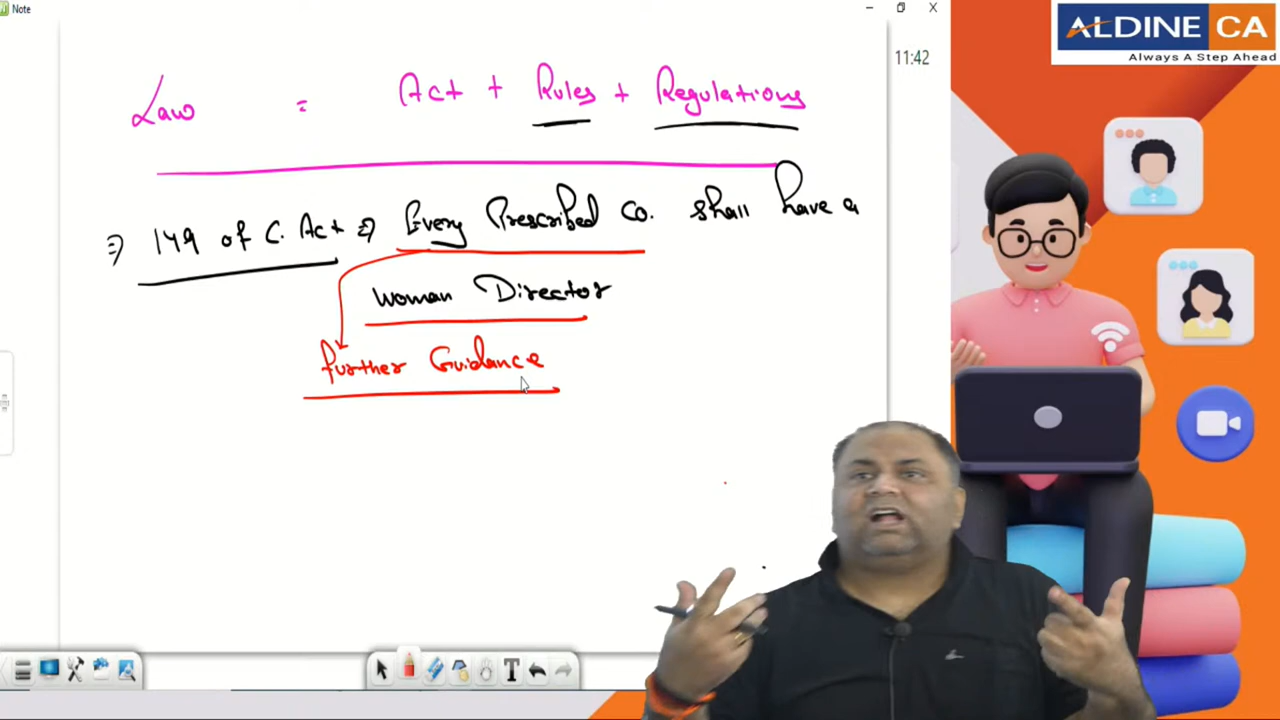 Note
ALDINE CA
Always A Step Ahead
11:42
Law = Act + Rules + Regulations
⇒ 149 of C. Act ⇒ Every Prescribed Co. shall have a
Woman Director
further Guidance
T